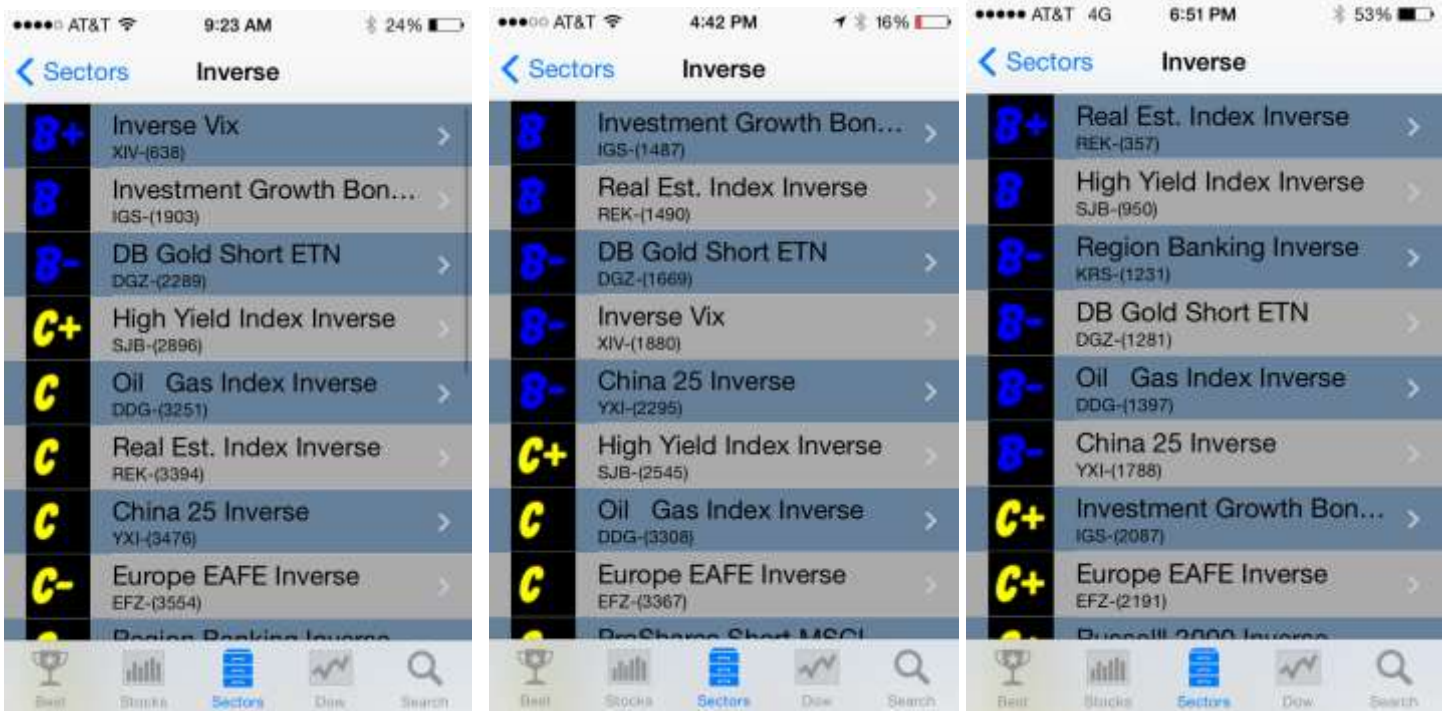 AT&T 9:23 AM 24%
Sectors Inverse
B+ Inverse Vix
XIV-(638)
B Investment Growth Bon...
IGS-(1903)
B- DB Gold Short ETN
DGZ-(2289)
C+ High Yield Index Inverse
SJB-(2896)
C Oil Gas Index Inverse
DDG-(3251)
C Real Est. Index Inverse
REK-(3394)
C China 25 Inverse
YXI-(3476)
C- Europe EAFE Inverse
EFZ-(3554)
Region Banking Inverse
Best Stocks Sectors Dow Search
AT&T 4:42 PM 16%
Sectors Inverse
B Investment Growth Bon...
IGS-(1487)
B Real Est. Index Inverse
REK-(1490)
B- DB Gold Short ETN
DGZ-(1669)
B- Inverse Vix
XIV-(1880)
B- China 25 Inverse
YXI-(2295)
C+ High Yield Index Inverse
SJB-(2545)
C Oil Gas Index Inverse
DDG-(3308)
C Europe EAFE Inverse
EFZ-(3367)
ProShares Short MSCI
Best Stocks Sectors Dow Search
AT&T 4G 6:51 PM 53%
Sectors Inverse
B+ Real Est. Index Inverse
REK-(357)
B High Yield Index Inverse
SJB-(950)
B- Region Banking Inverse
KRS-(1231)
B- DB Gold Short ETN
DGZ-(1281)
B- Oil Gas Index Inverse
DDG-(1397)
B- China 25 Inverse
YXI-(1788)
C+ Investment Growth Bon...
IGS-(2087)
C+ Europe EAFE Inverse
EFZ-(2191)
2000 Inverse
Best Stocks Sectors Dow Search